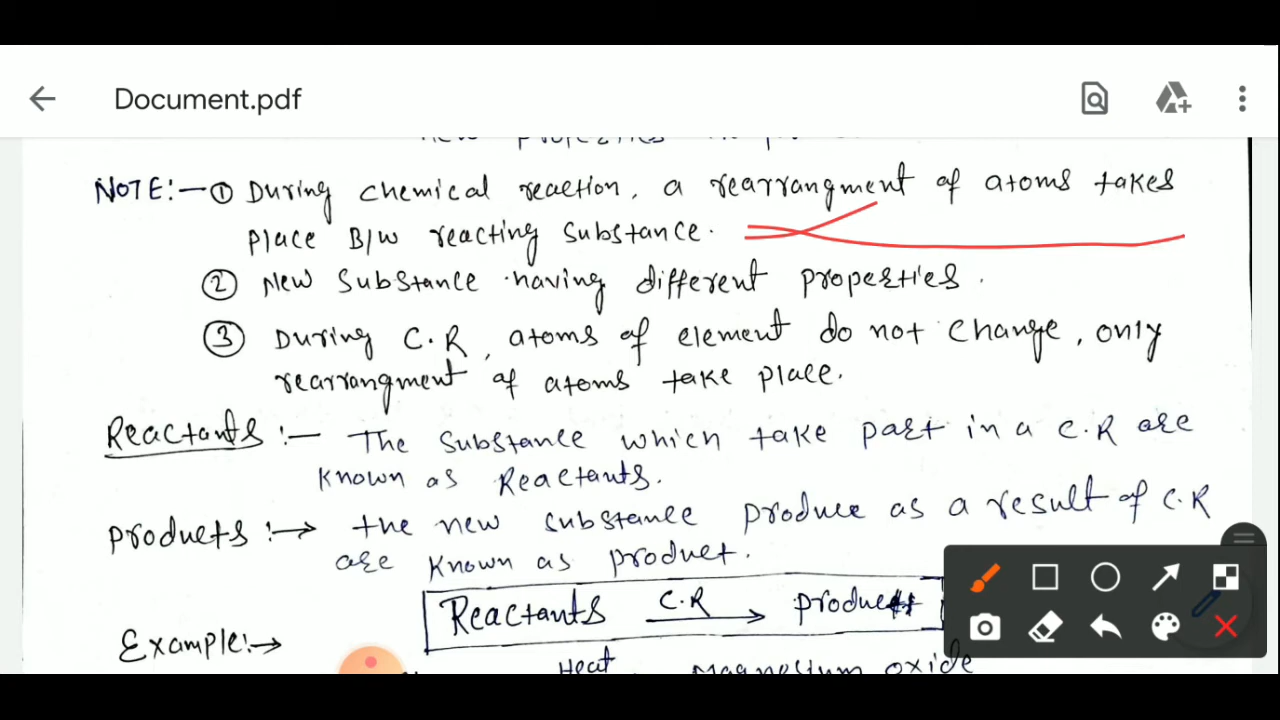 Document.pdf
New properties
NOTE:- ① During chemical reaction, a rearrangment of atoms takes
place B/w reacting substance.
② New substance having different properties.
③ During C.R, atoms of element do not change, only
rearrangment of atoms take place.
Reactants :- The substance which take part in a C.R are
known as Reactants.
products :→ the new substance produce as a result of C.R
are known as product.
Reactants C.R → products
Example:→
Heat Magnesium oxide